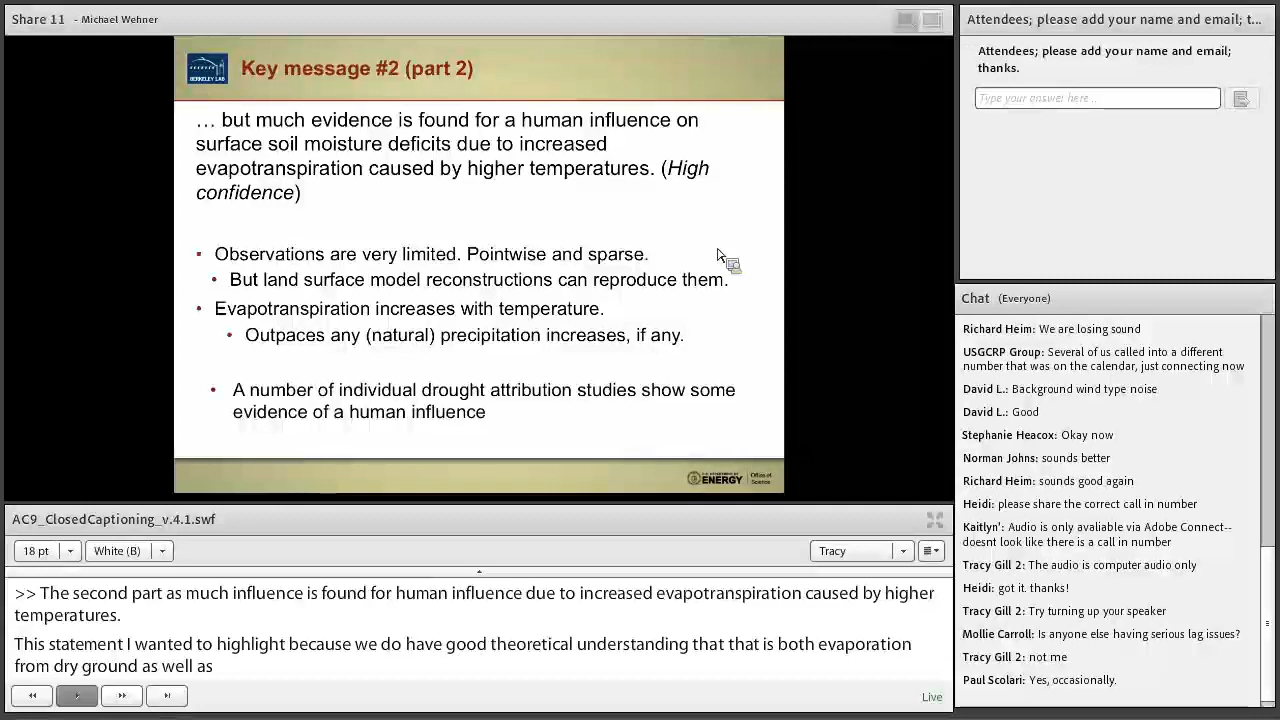 Share 11 - Michael Wehner
BERKELEY LAB
Key message #2 (part 2)
… but much evidence is found for a human influence on
surface soil moisture deficits due to increased
evapotranspiration caused by higher temperatures. (High
confidence)
Observations are very limited. Pointwise and sparse.
But land surface model reconstructions can reproduce them.
Evapotranspiration increases with temperature.
Outpaces any (natural) precipitation increases, if any.
A number of individual drought attribution studies show some
evidence of a human influence
ENERGY
Office of
Science
AC9_ClosedCaptioning_v.4.1.swf
18 pt
White (B)
Tracy
>> The second part as much influence is found for human influence due to increased evapotranspiration caused by higher
temperatures.
This statement I wanted to highlight because we do have good theoretical understanding that that is both evaporation
from dry ground as well as
Live
Attendees; please add your name and email; t...
Attendees; please add your name and email;
thanks.
Type your answer here ..
Chat (Everyone)
Richard Heim: We are losing sound
USGCRP Group: Several of us called into a different
number that was on the calendar, just connecting now
David L.: Background wind type noise
David L.: Good
Stephanie Heacox: Okay now
Norman Johns: sounds better
Richard Heim: sounds good again
Heidi: please share the correct call in number
Kaitlyn': Audio is only avaliable via Adobe Connect--
doesnt look like there is a call in number
Tracy Gill 2: The audio is computer audio only
Heidi: got it. thanks!
Tracy Gill 2: Try turning up your speaker
Mollie Carroll: Is anyone else having serious lag issues?
Tracy Gill 2: not me
Paul Scolari: Yes, occasionally.